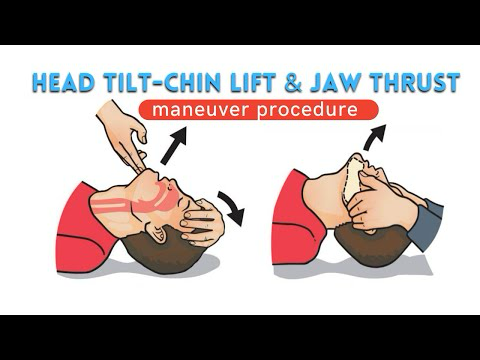 HEAD TILT-CHIN LIFT & JAW THRUST
maneuver procedure